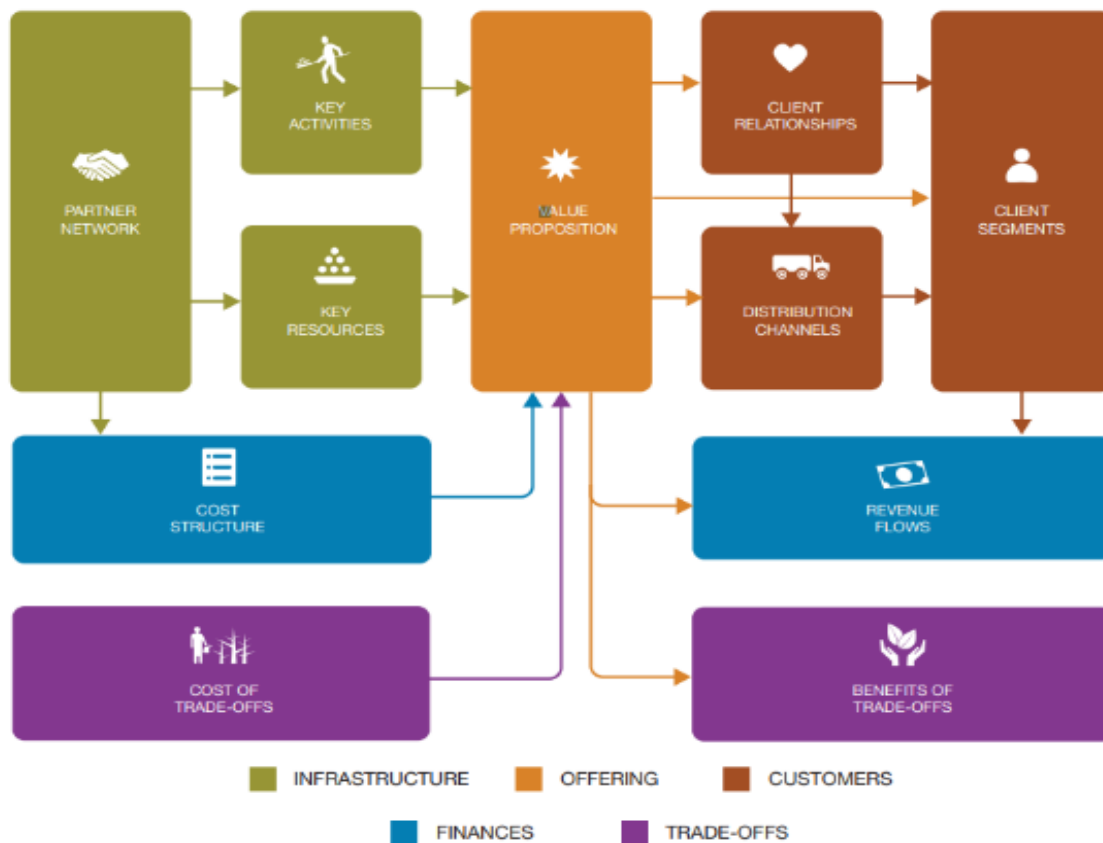 KEY
ACTIVITIES
CLIENT
RELATIONSHIPS
PARTNER
NETWORK
VALUE
PROPOSITION
CLIENT
SEGMENTS
KEY
RESOURCES
DISTRIBUTION
CHANNELS
COST
STRUCTURE
REVENUE
FLOWS
COST OF
TRADE-OFFS
BENEFITS OF
TRADE-OFFS
INFRASTRUCTURE
OFFERING
CUSTOMERS
FINANCES
TRADE-OFFS